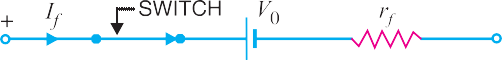 + I_f SWITCH V_0 r_f